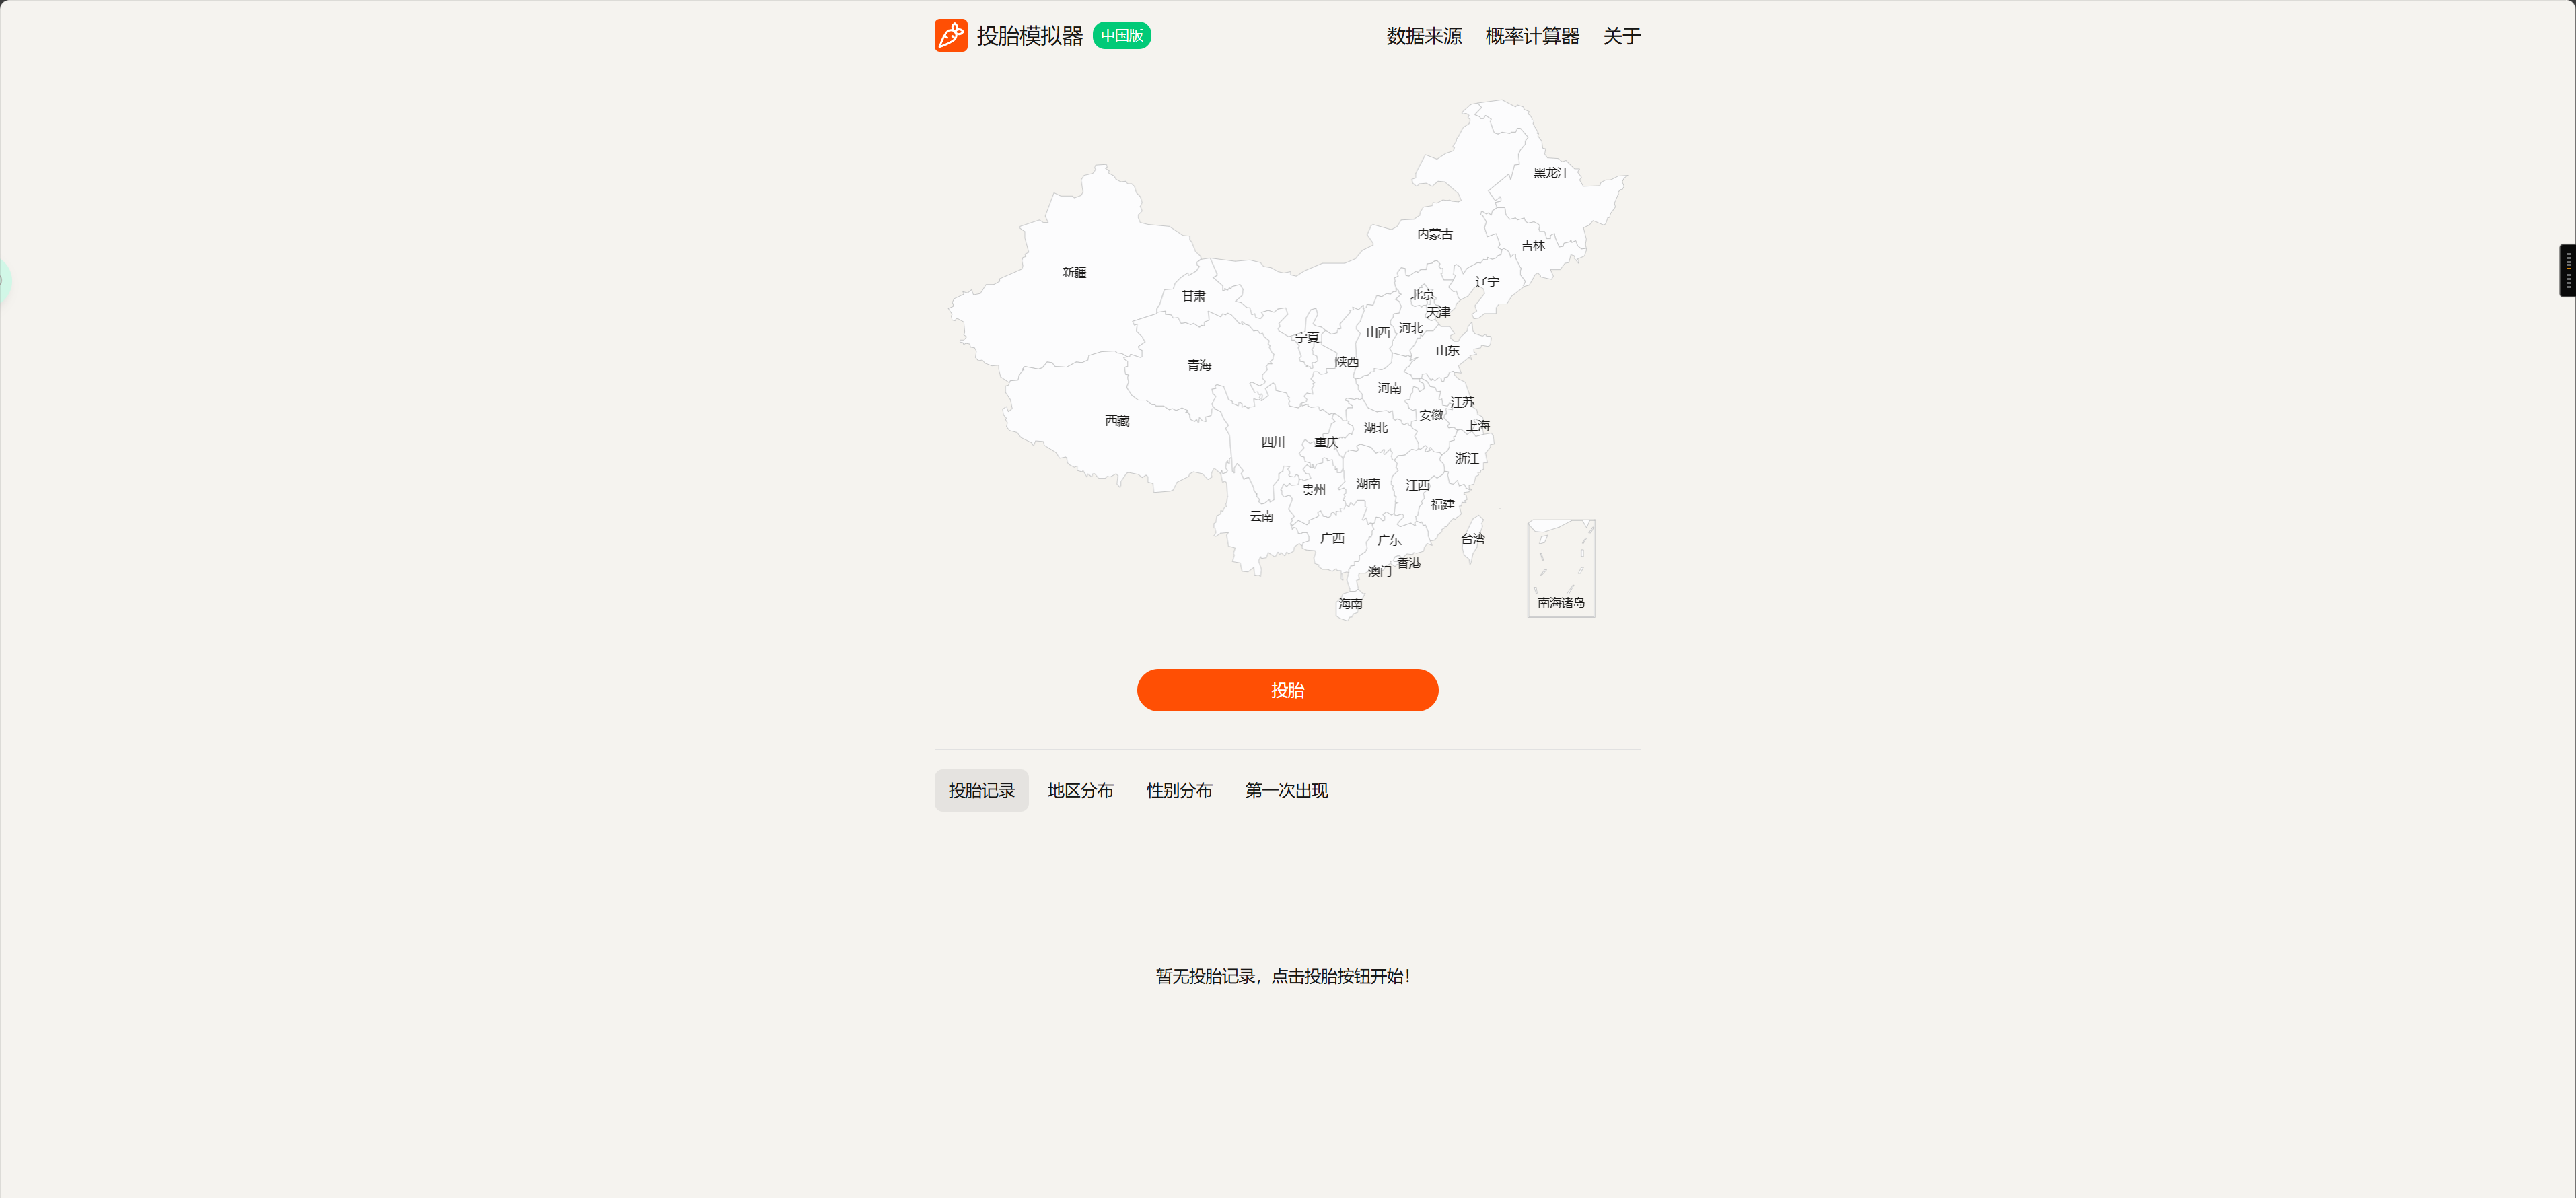 投胎模拟器 中国版 数据来源 概率计算器 关于
黑龙江
内蒙古
吉林
新疆
辽宁
甘肃
北京
天津
河北
山西
宁夏
山东
陕西
青海
河南
江苏
安徽
西藏
上海
湖北
四川
重庆
浙江
湖南
江西
贵州
福建
云南
广西
台湾
广东
香港
澳门
海南
南海诸岛
投胎
投胎记录 地区分布 性别分布 第一次出现
暂无投胎记录，点击投胎按钮开始！